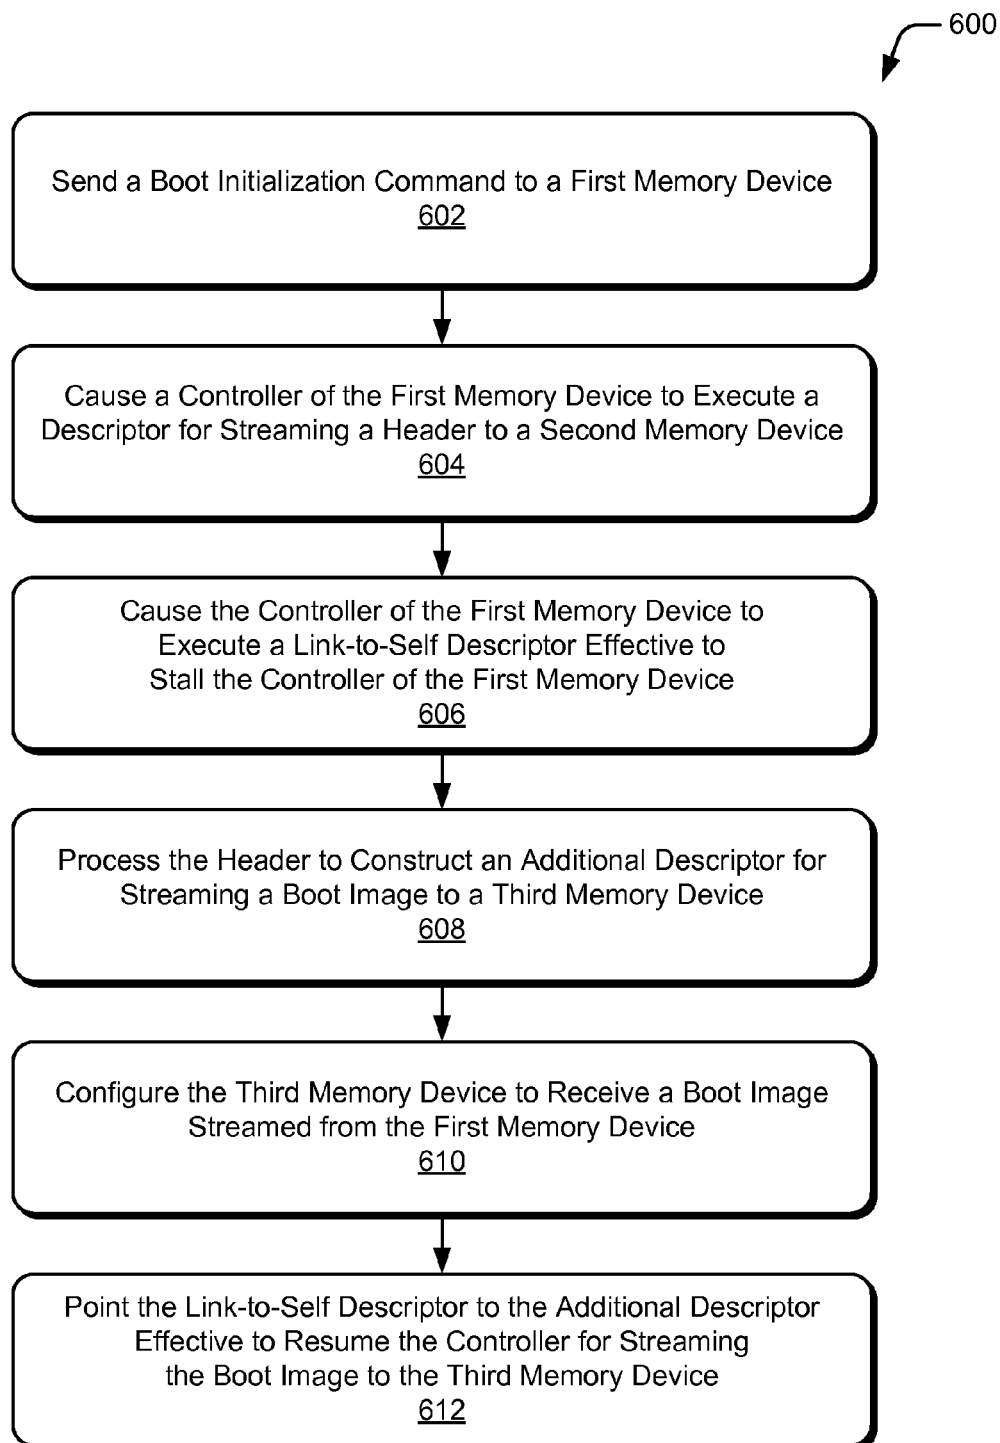 600
Send a Boot Initialization Command to a First Memory Device
602
Cause a Controller of the First Memory Device to Execute a
Descriptor for Streaming a Header to a Second Memory Device
604
Cause the Controller of the First Memory Device to
Execute a Link-to-Self Descriptor Effective to
Stall the Controller of the First Memory Device
606
Process the Header to Construct an Additional Descriptor for
Streaming a Boot Image to a Third Memory Device
608
Configure the Third Memory Device to Receive a Boot Image
Streamed from the First Memory Device
610
Point the Link-to-Self Descriptor to the Additional Descriptor
Effective to Resume the Controller for Streaming
the Boot Image to the Third Memory Device
612